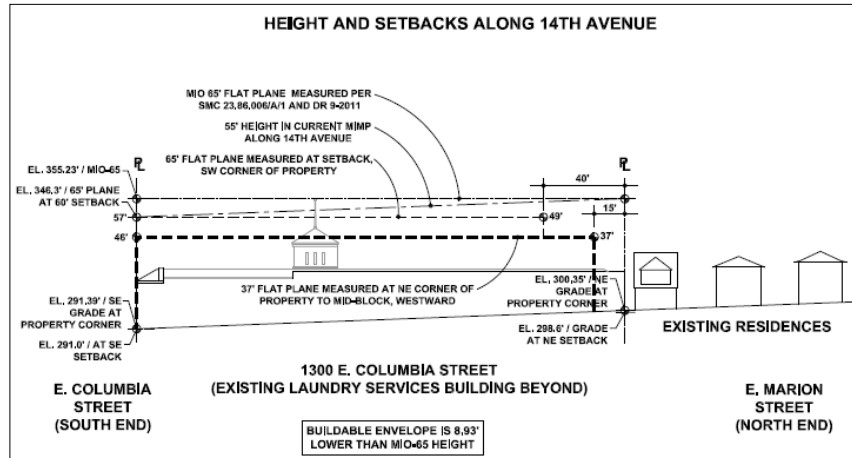 HEIGHT AND SETBACKS ALONG 14TH AVENUE
MIO 65' FLAT PLANE MEASURED PER
SMC 23,86,006/A/1 AND DR 9-2011
55' HEIGHT IN CURRENT MIMP
ALONG 14TH AVENUE
65' FLAT PLANE MEASURED AT SETBACK,
SW CORNER OF PROPERTY
PL
PL
EL. 355.23' / MIO-65
EL, 346,3' / 65' PLANE
AT 60' SETBACK
40'
15'
57'
49'
46'
37'
37' FLAT PLANE MEASURED AT NE CORNER OF
PROPERTY TO MID-BLOCK, WESTWARD
EL, 291,39' / SE
GRADE AT
PROPERTY CORNER
EL. 291.0' / AT SE
SETBACK
EL, 300,35' / NE
GRADE AT
PROPERTY CORNER
EL. 298.6' / GRADE
AT NE SETBACK
EXISTING RESIDENCES
E. COLUMBIA
STREET
(SOUTH END)
1300 E. COLUMBIA STREET
(EXISTING LAUNDRY SERVICES BUILDING BEYOND)
E, MARION
STREET
(NORTH END)
BUILDABLE ENVELOPE IS 8,93'
LOWER THAN MIO-65 HEIGHT